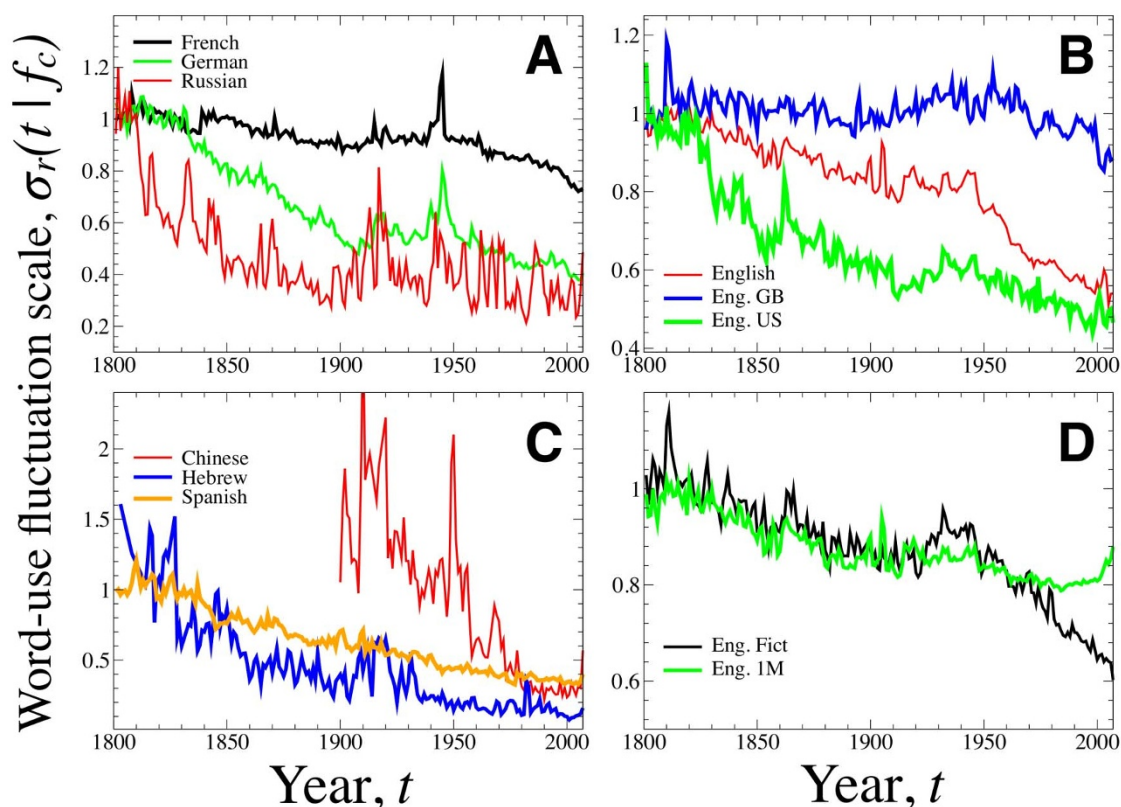 Word-use fluctuation scale, σr(t | fc)
A
French
German
Russian
1.2
1
0.8
0.6
0.4
0.2
1800 1850 1900 1950 2000
B
English
Eng. GB
Eng. US
1.2
1
0.8
0.6
0.4
1800 1850 1900 1950 2000
C
Chinese
Hebrew
Spanish
2
1.5
1
0.5
1800 1850 1900 1950 2000
Year, t
D
Eng. Fict
Eng. 1M
1
0.8
0.6
1800 1850 1900 1950 2000
Year, t